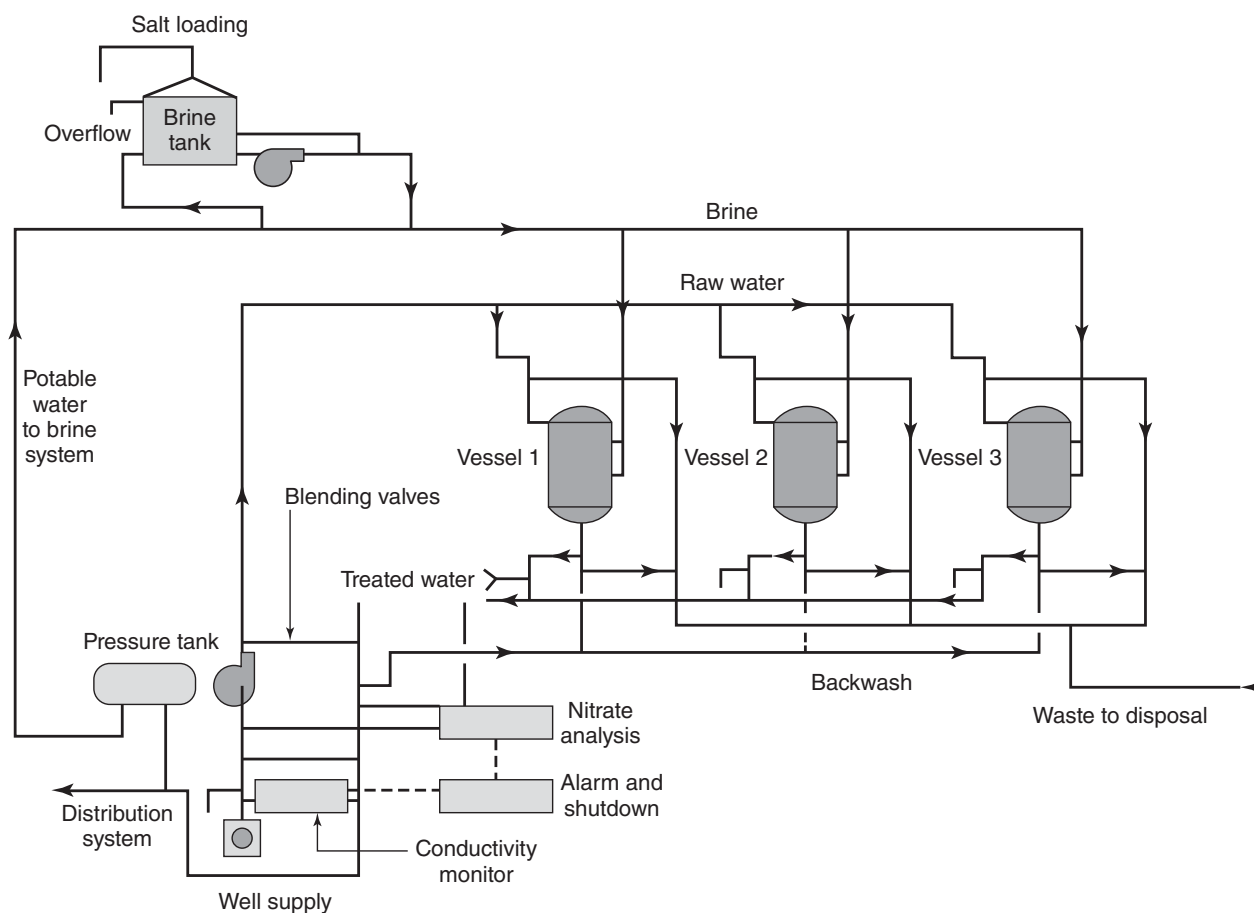 Salt loading
Overflow
Brine
tank
Brine
Raw water
Potable
water
to brine
system
Vessel 1
Vessel 2
Vessel 3
Blending valves
Treated water
Pressure tank
Backwash
Waste to disposal
Nitrate
analysis
Alarm and
shutdown
Distribution
system
Conductivity
monitor
Well supply